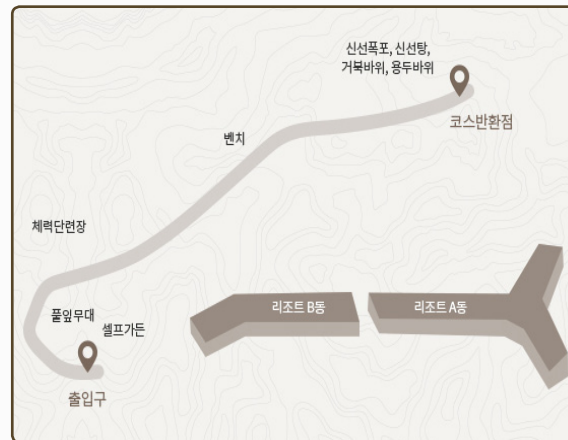 신선폭포, 신선탕,
거북바위, 용두바위
코스반환점
벤치
체력단련장
풀잎무대
셀프가든
출입구
리조트 B동
리조트 A동